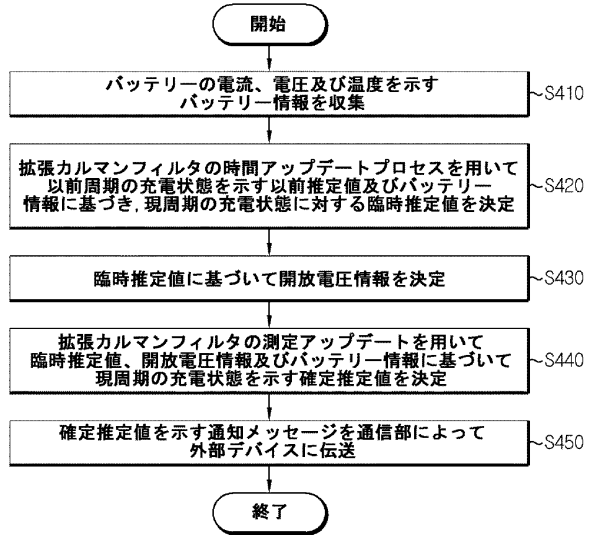 開始
バッテリーの電流、電圧及び温度を示す
バッテリー情報を収集
S410
拡張カルマンフィルタの時間アップデートプロセスを用いて
以前周期の充電状態を示す以前推定値及びバッテリー
情報に基づき,現周期の充電状態に対する臨時推定値を決定
S420
臨時推定値に基づいて開放電圧情報を決定
S430
拡張カルマンフィルタの測定アップデートを用いて
臨時推定値、開放電圧情報及びバッテリー情報に基づいて
現周期の充電状態を示す確定推定値を決定
S440
確定推定値を示す通知メッセージを通信部によって
外部デバイスに伝送
S450
終了